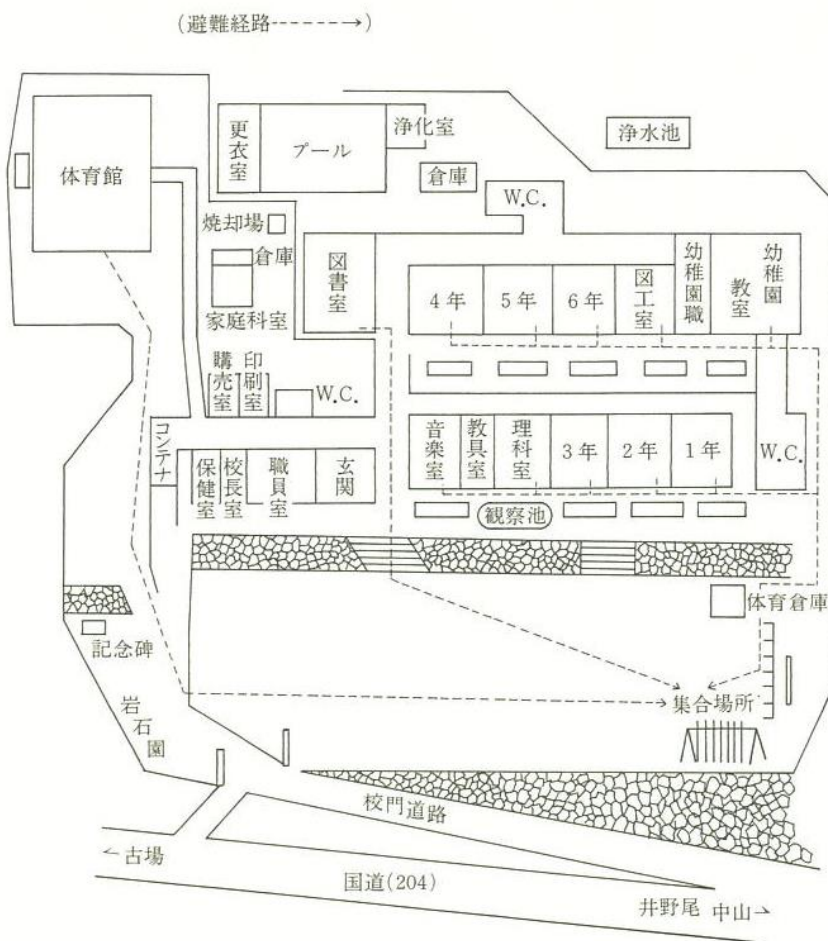 (避難経路------→)
体育館
更衣室
プール
浄化室
浄水池
倉庫
W.C.
焼却場
倉庫
家庭科室
図書室
4年
5年
6年
図工室
幼稚園職
幼稚園
教室
購売室
印刷室
W.C.
コンテナ
保健室
校長室
職員室
玄関
音楽室
教具室
理科室
3年
2年
1年
W.C.
観察池
体育倉庫
記念碑
岩石園
集合場所
校門道路
←古場
国道(204)
井野尾 中山→